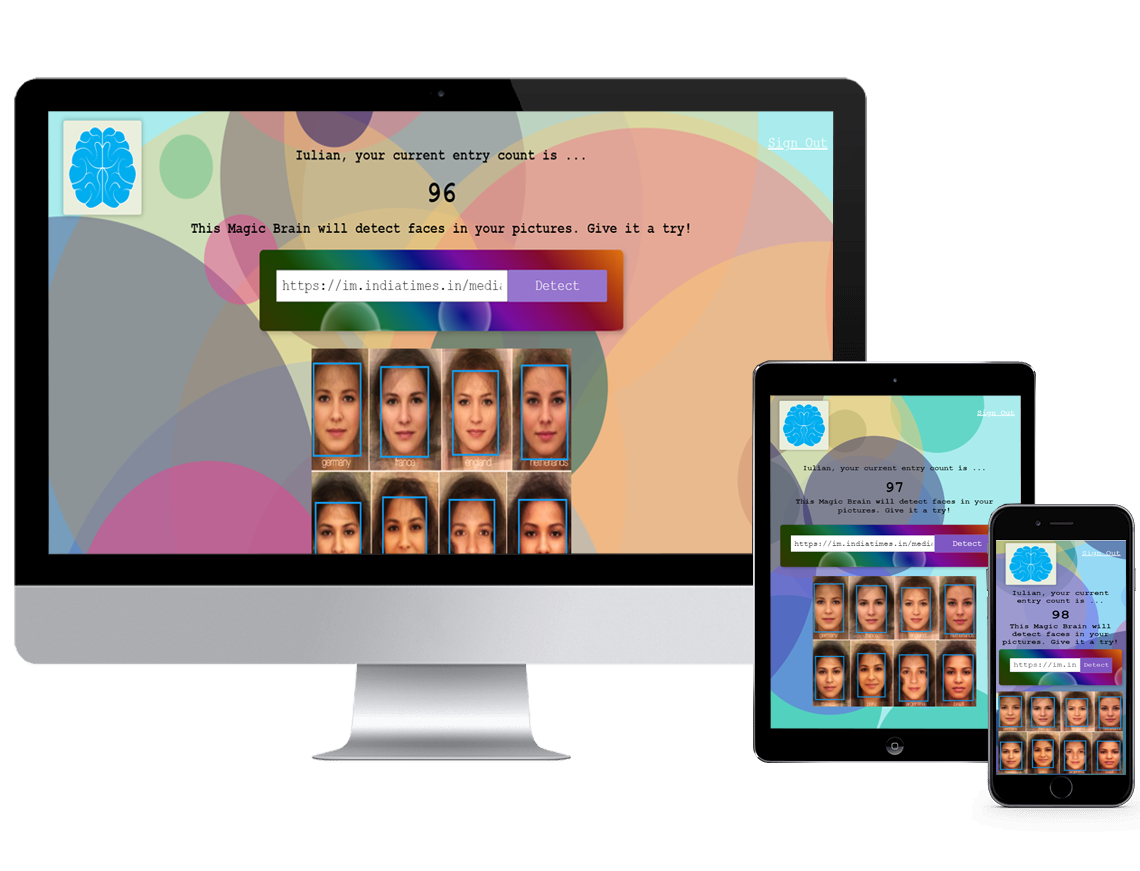 Sign Out
Iulian, your current entry count is ...
96
This Magic Brain will detect faces in your pictures. Give it a try!
https://im.indiatimes.in/media
Detect
germany
france
england
netherlands
Sign Out
Iulian, your current entry count is ...
97
This Magic Brain will detect faces in your
pictures. Give it a try!
https://im.indiatimes.in/media
Detect
Sign Out
Iulian, your current
entry count is ...
98
This Magic Brain will
detect faces in your
pictures. Give it a try!
https://im.in
Detect